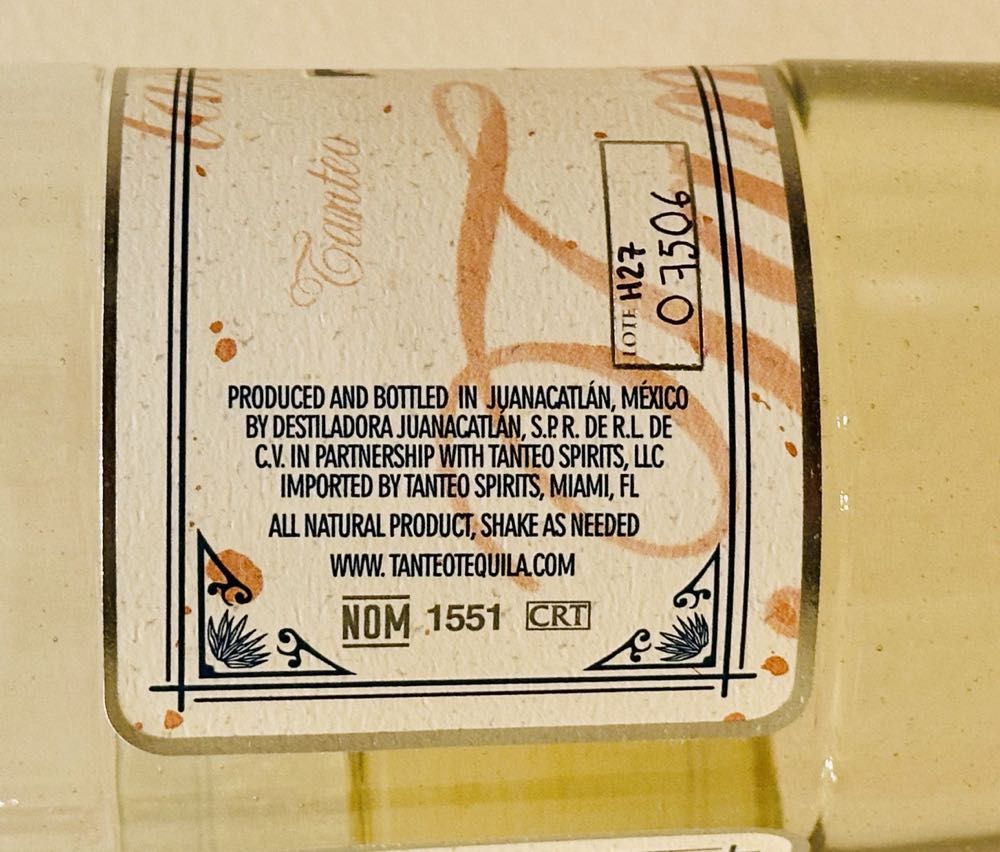 Tanteo
LOTE H27
07506
PRODUCED AND BOTTLED IN JUANACATLÁN, MÉXICO
BY DESTILADORA JUANACATLÁN, S.P.R. DE R.L. DE
C.V. IN PARTNERSHIP WITH TANTEO SPIRITS, LLC
IMPORTED BY TANTEO SPIRITS, MIAMI, FL
ALL NATURAL PRODUCT, SHAKE AS NEEDED
WWW. TANTEOTEQUILA.COM
NOM 1551 CRT